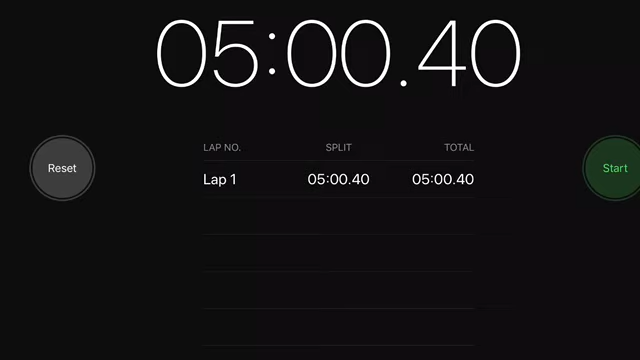 05:00.40
LAP NO. SPLIT TOTAL
Reset
Start
Lap 1 05:00.40 05:00.40